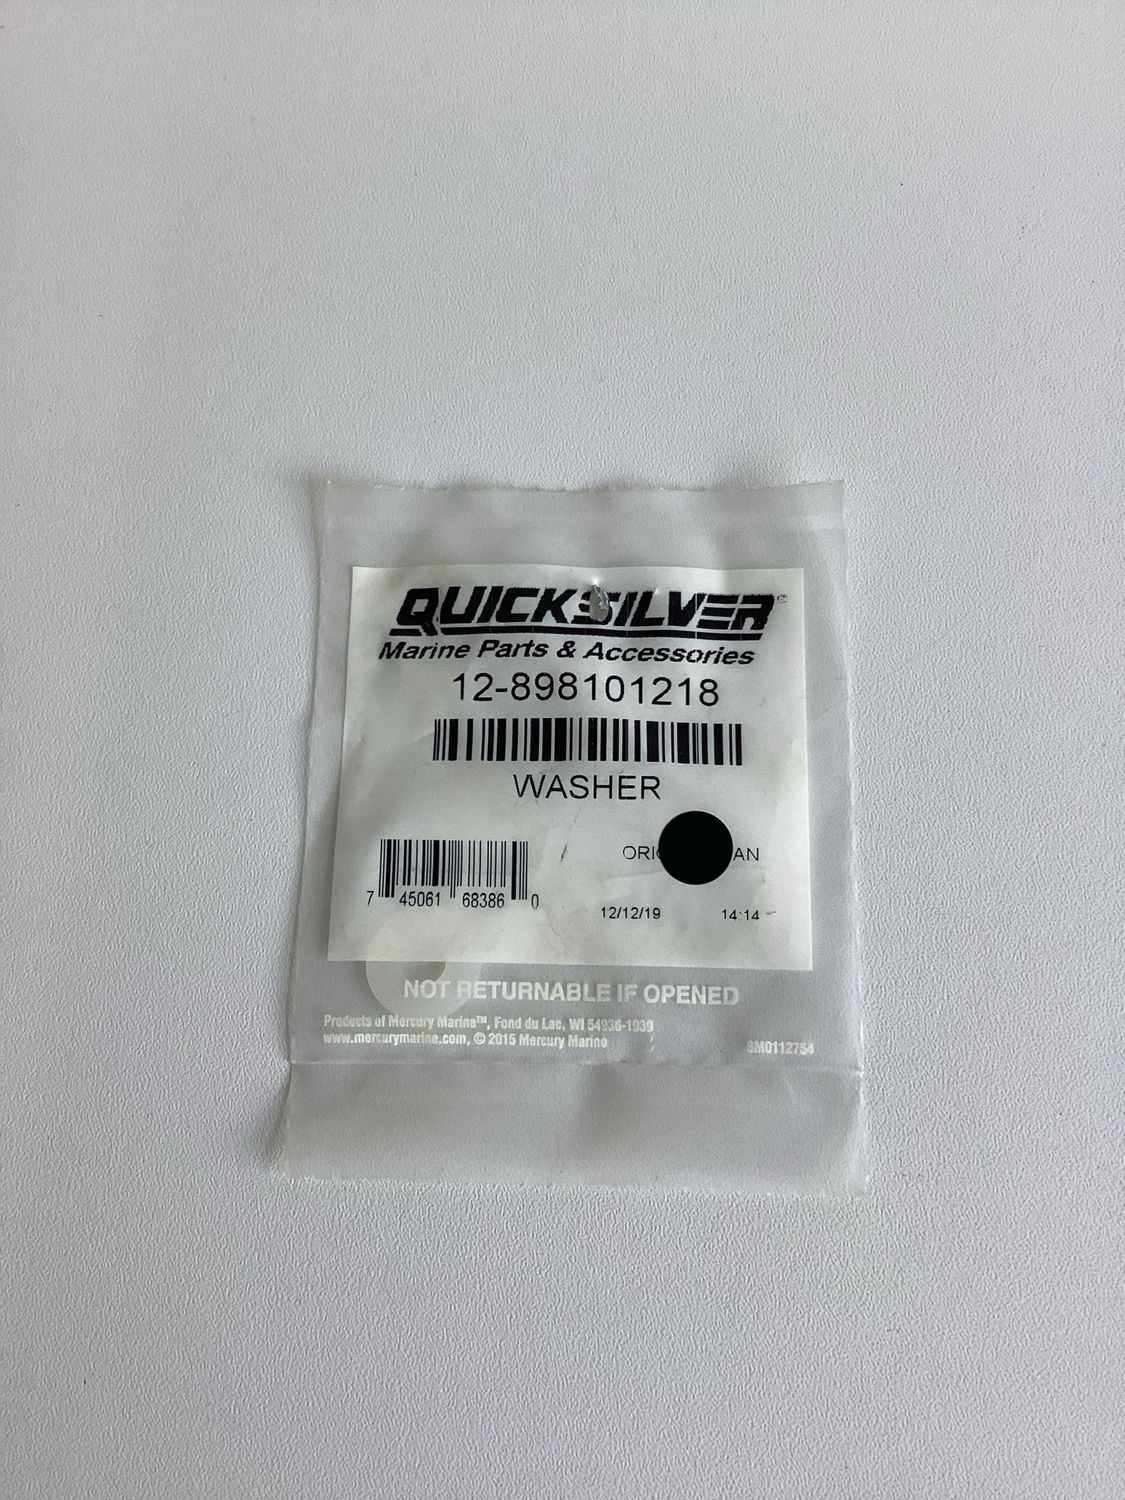 QUICKSILVER®
Marine Parts & Accessories
12-898101218
WASHER
7 45061 68386 0
12/12/19 14:14
NOT RETURNABLE IF OPENED
Products of Mercury Marine™, Fond du Lac, WI 54936-1939
www.mercurymarine.com, © 2015 Mercury Marine
8M0112754